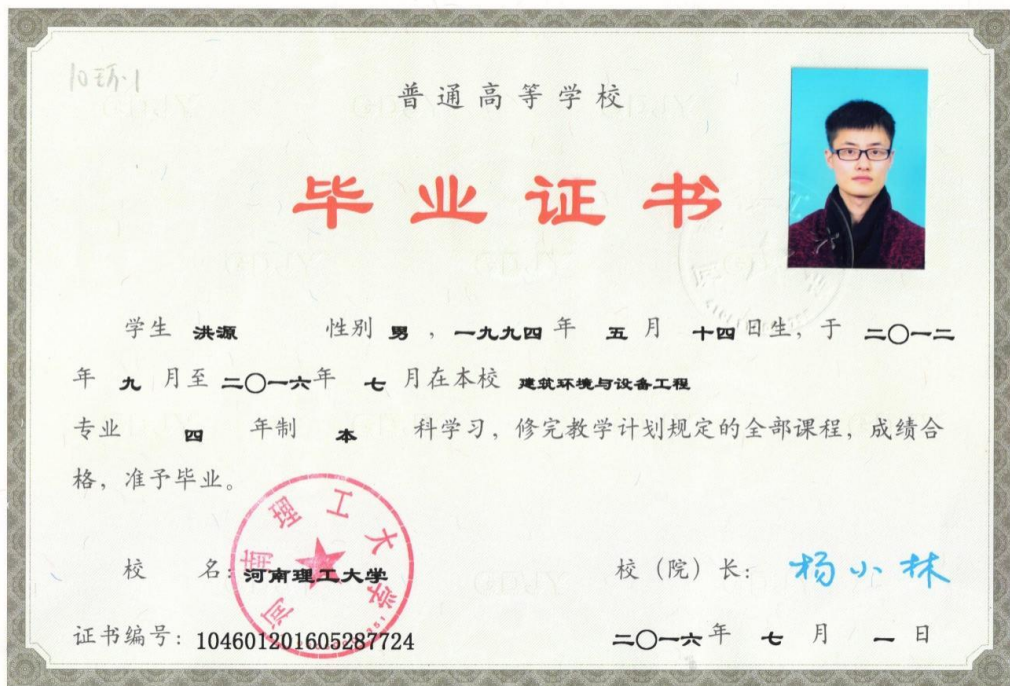 10环-1
普通高等学校
毕业证书
学生 洪源 性别 男 ，一九九四 年 五 月 十四 日生，于 二〇一二
年 九 月至 二〇一六年 七 月在本校 建筑环境与设备工程
专业 四 年制 本 科学习，修完教学计划规定的全部课程，成绩合
格，准予毕业。
河南理工大学
校 名：河南理工大学 校（院）长： 杨小林
证书编号：104601201605287724 二〇一六 年 七 月 一 日